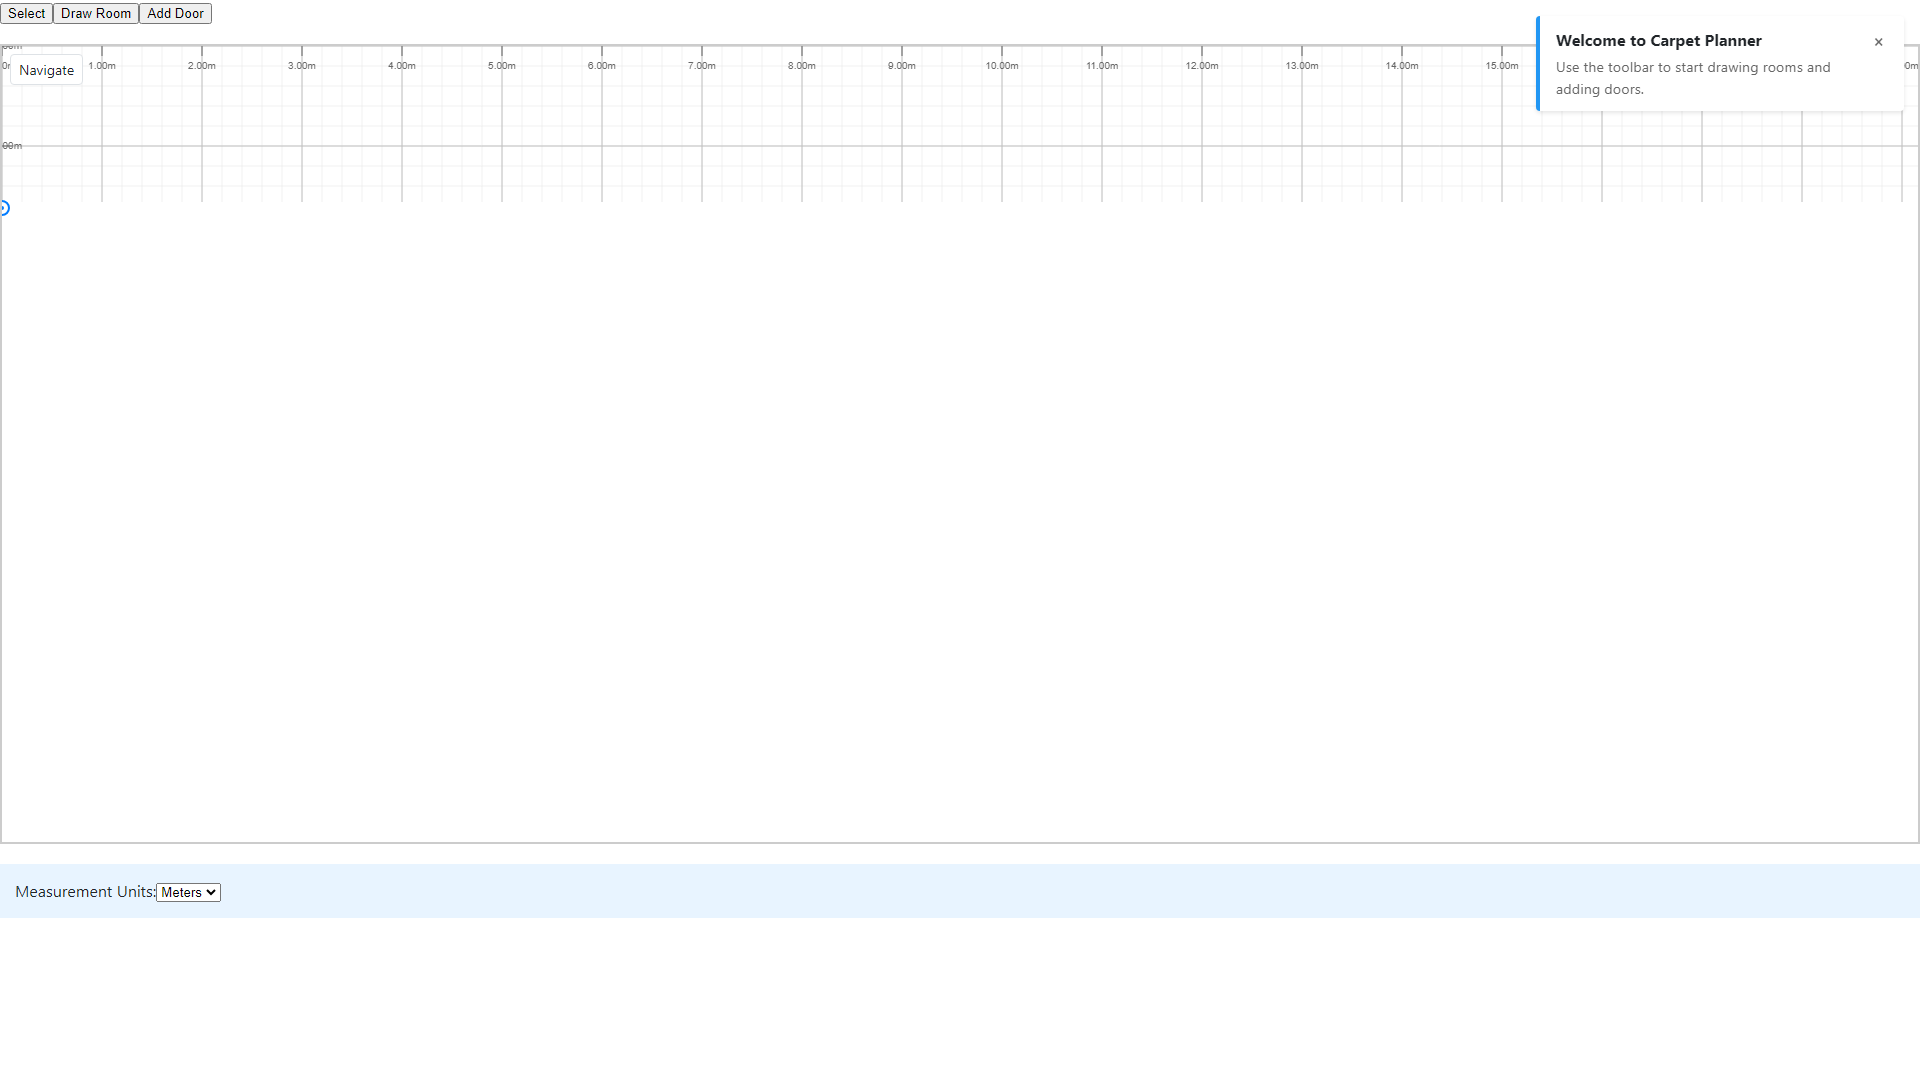 Select Draw Room Add Door
Welcome to Carpet Planner ×
Use the toolbar to start drawing rooms and
adding doors.
1.00m 2.00m 3.00m 4.00m 5.00m 6.00m 7.00m 8.00m 9.00m 10.00m 11.00m 12.00m 13.00m 14.00m 15.00m
Navigate
00m
Measurement Units: Meters